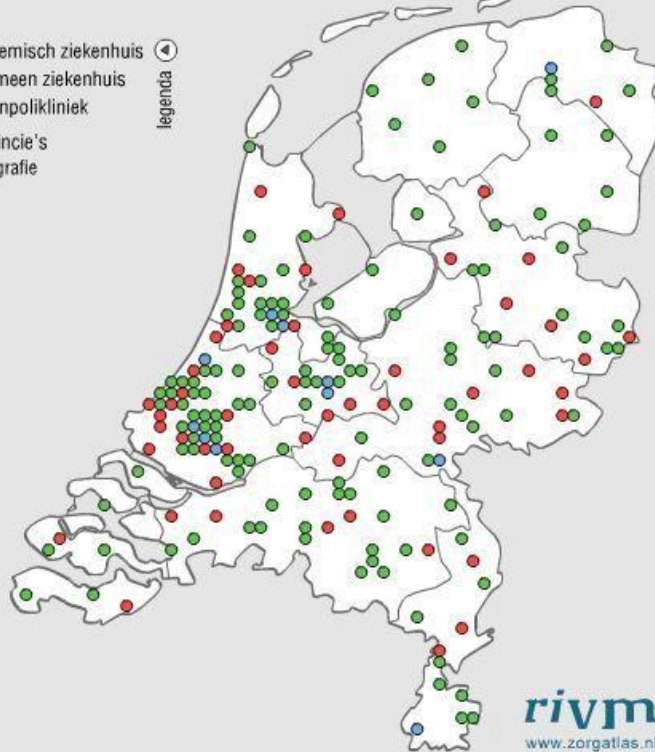 emisch ziekenhuis
neen ziekenhuis
npolikliniek
incie's
grafie
legenda
rivm
www.zorgatlas.nl